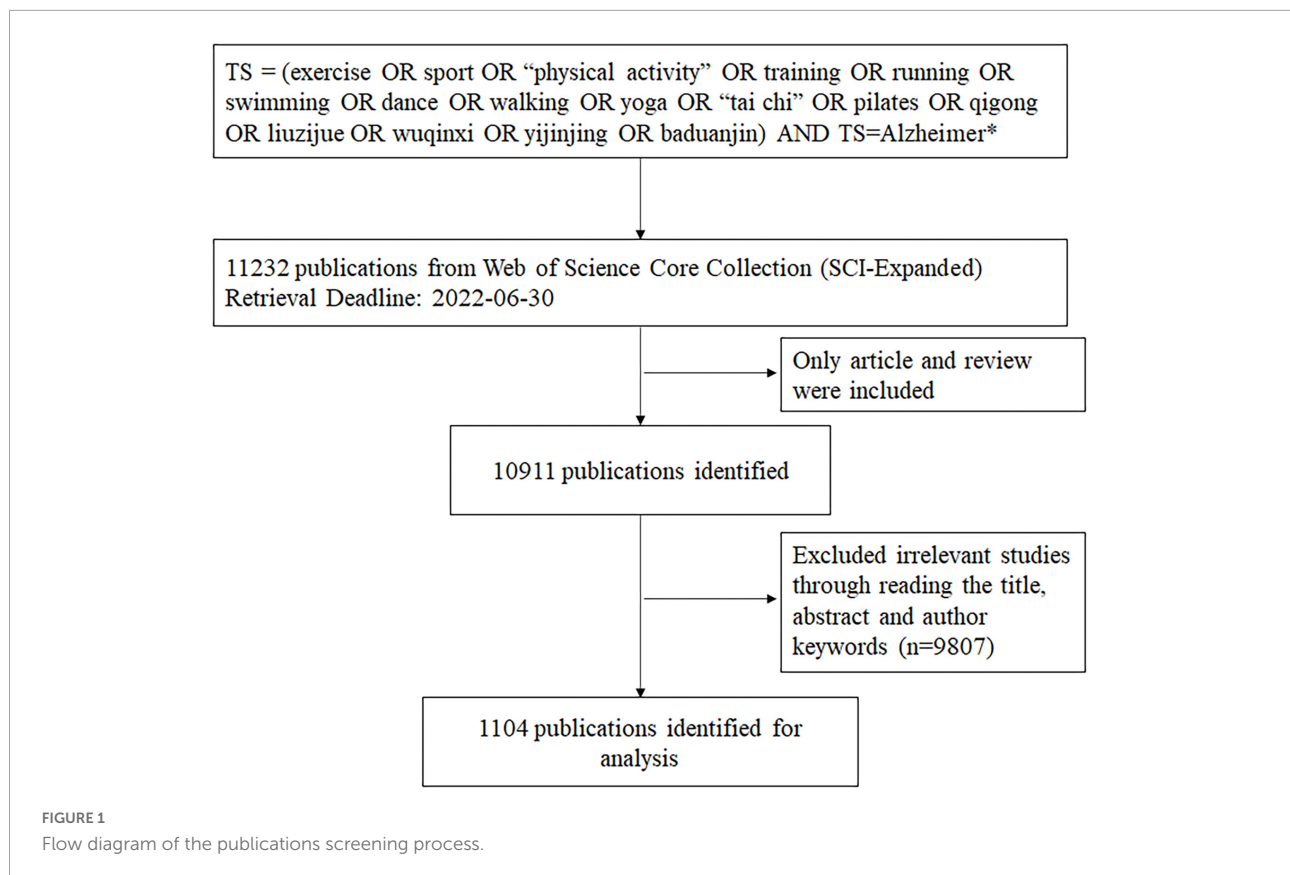 TS = (exercise OR sport OR “physical activity” OR training OR running OR
swimming OR dance OR walking OR yoga OR “tai chi” OR pilates OR qigong
OR liuzijue OR wuqinxi OR yijinjing OR baduanjin) AND TS=Alzheimer*
11232 publications from Web of Science Core Collection (SCI-Expanded)
Retrieval Deadline: 2022-06-30
Only article and review
were included
10911 publications identified
Excluded irrelevant studies
through reading the title,
abstract and author
keywords (n=9807)
1104 publications identified for
analysis
FIGURE 1
Flow diagram of the publications screening process.